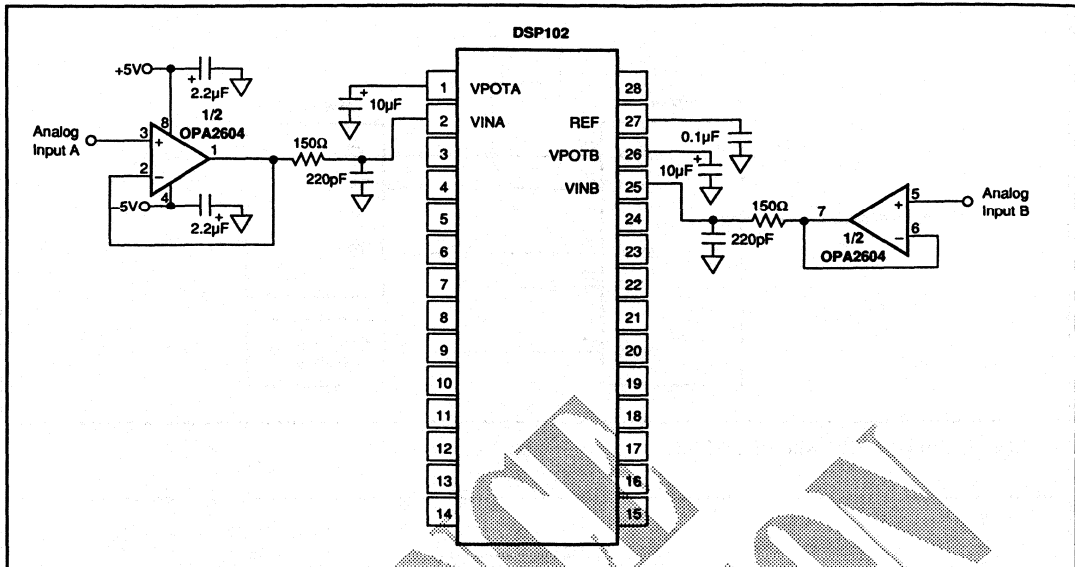 DSP102
+5V
2.2µF
1/2
OPA2604
8
Analog
Input A
3
+
2
−
1
4
–5V
2.2µF
150Ω
220pF
10µF
+
+
+
1 VPOTA
2 VINA
3
4
5
6
7
8
9
10
11
12
13
14
28
REF 27
VPOTB 26
VINB 25
24
23
22
21
20
19
18
17
16
15
0.1µF
10µF
+
150Ω
220pF
7
5
+
6
−
1/2
OPA2604
Analog
Input B